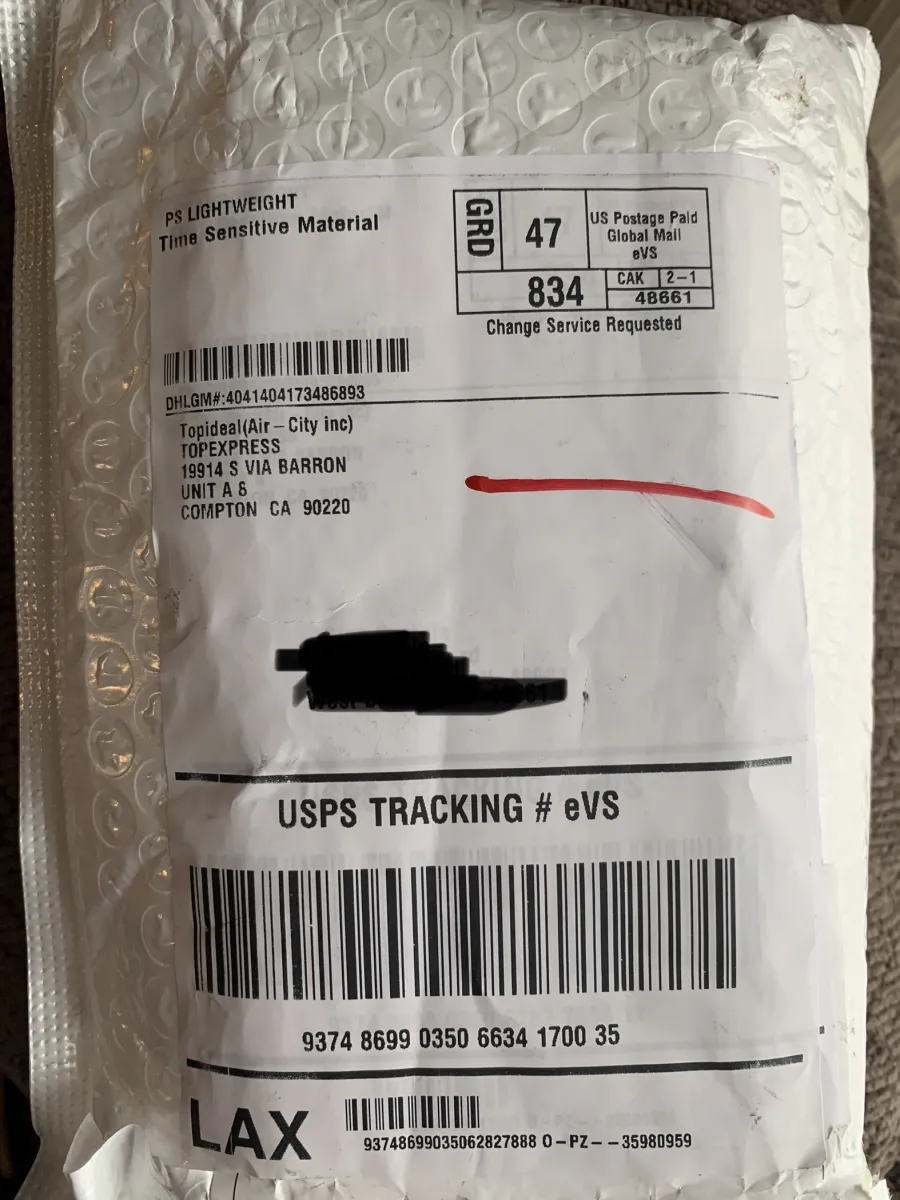 PS LIGHTWEIGHT
Time Sensitive Material
GRD
47
US Postage Paid
Global Mail
eVS
834
CAK 2-1
48661
Change Service Requested
DHLGM#:4041404173486893
Topideal(Air-City inc)
TOPEXPRESS
19914 S VIA BARRON
UNIT A 8
COMPTON CA 90220
USPS TRACKING # eVS
9374 8699 0350 6634 1700 35
LAX
93748699035062827888 0-PZ--35980959